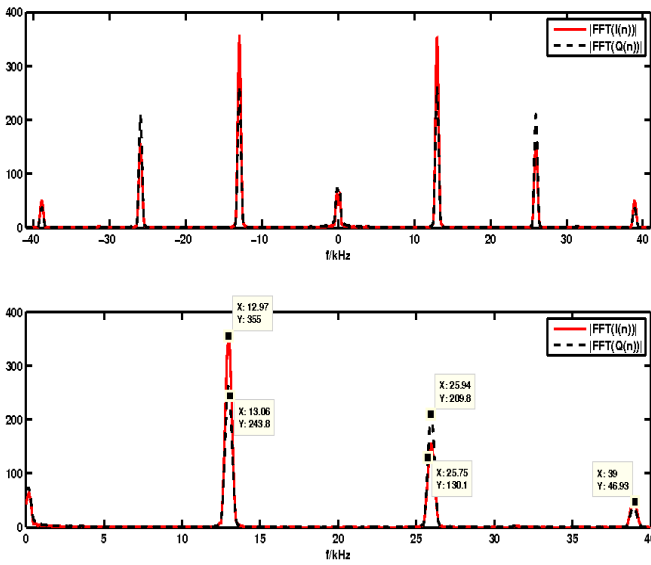 400
300
200
100
0
|FFT(I(n))|
|FFT(Q(n))|
−40 −30 −20 −10 0 10 20 30 40
f/kHz
400
300
200
100
0
X: 12.97
Y: 355
X: 13.06
Y: 243.8
X: 25.94
Y: 209.8
X: 25.75
Y: 130.1
X: 39
Y: 46.93
|FFT(I(n))|
|FFT(Q(n))|
0 5 10 15 20 25 30 35 40
f/kHz